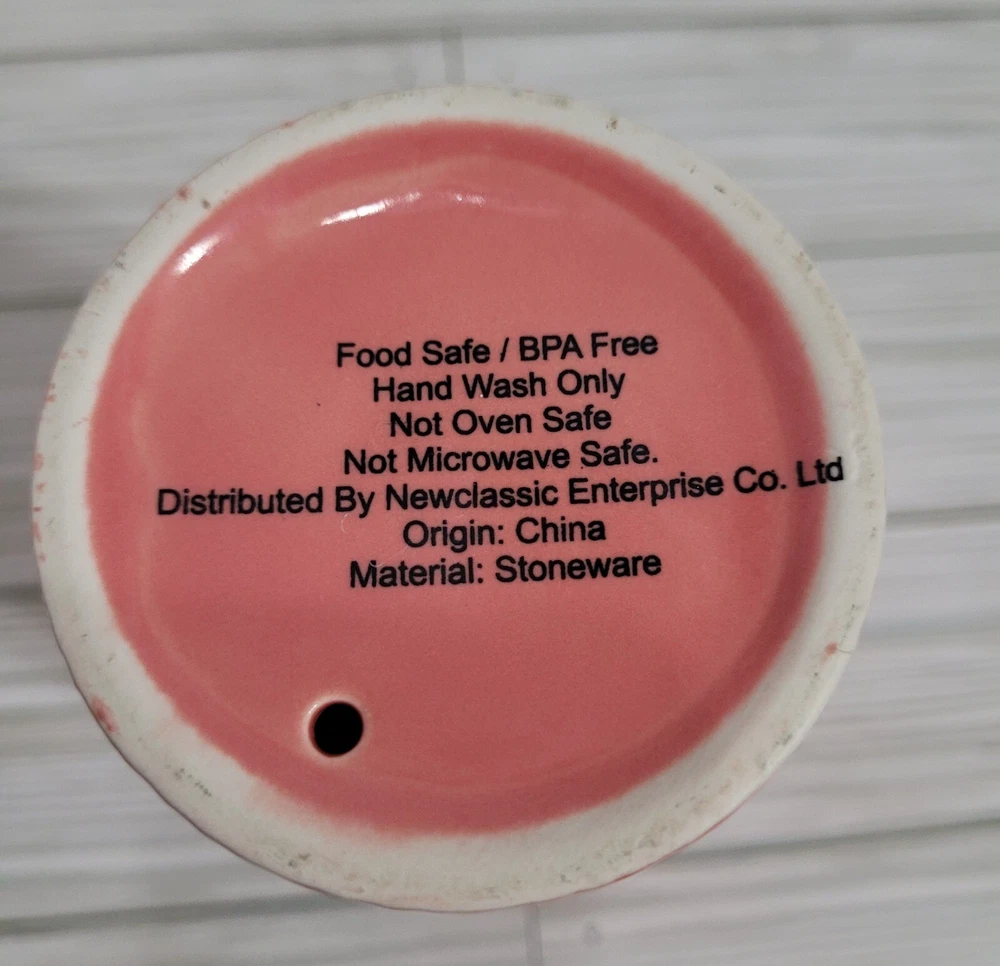 Food Safe / BPA Free
Hand Wash Only
Not Oven Safe
Not Microwave Safe.
Distributed By Newclassic Enterprise Co. Ltd
Origin: China
Material: Stoneware